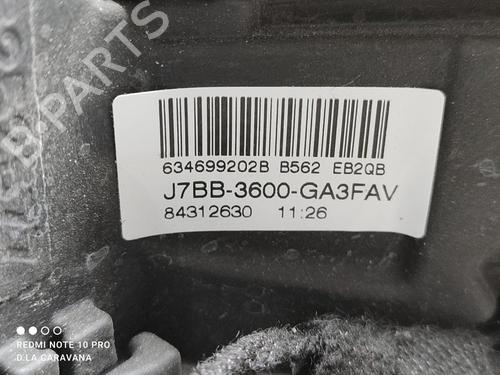 B-PARTS
634699202B B562 EB2QB
J7BB-3600-GA3FAV
84312630 11:26
REDMI NOTE 10 PRO
D.LA CARAVANA